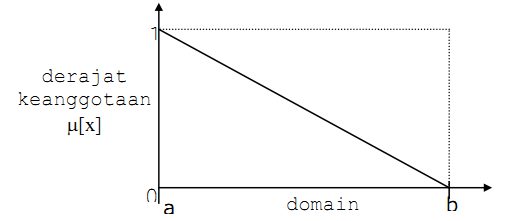 1
derajat
keanggotaan
μ[x]
0
a
domain
b